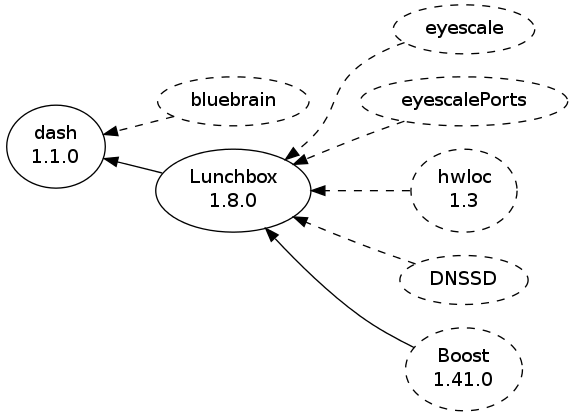 eyescale
bluebrain
eyescalePorts
dash
1.1.0
Lunchbox
1.8.0
hwloc
1.3
DNSSD
Boost
1.41.0